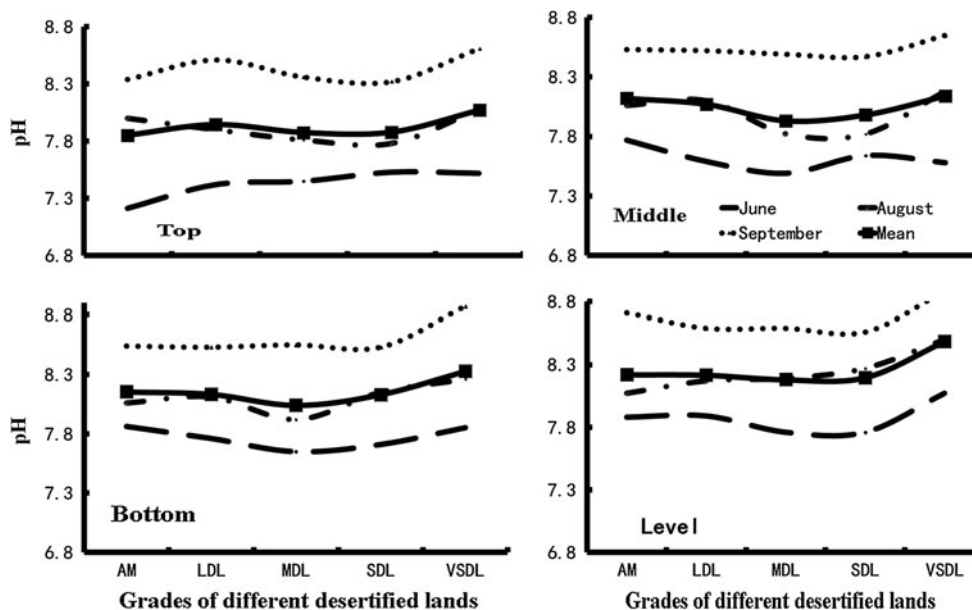 8.8
8.3
7.8
7.3
6.8
pH
Top
8.8
8.3
7.8
7.3
6.8
Middle
June
August
September
Mean
8.8
8.3
7.8
7.3
6.8
pH
Bottom
AM LDL MDL SDL VSDL
Grades of different desertified lands
8.8
8.3
7.8
7.3
6.8
Level
AM LDL MDL SDL VSDL
Grades of different desertified lands